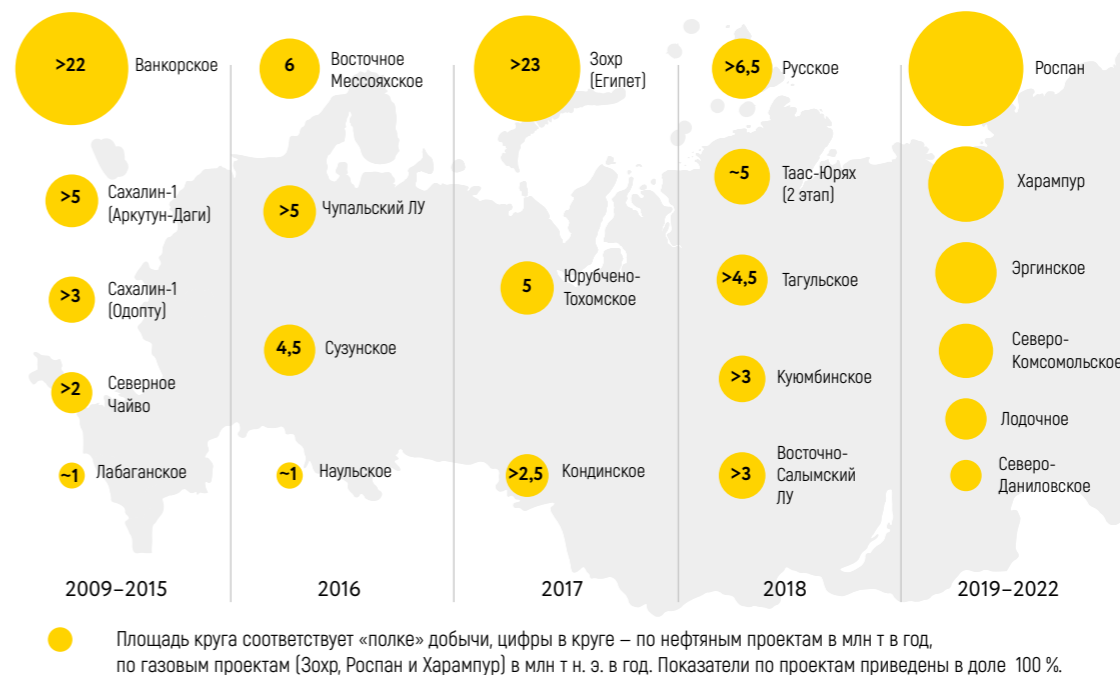 >22
Ванкорское
>5
Сахалин-1
(Аркутун-Даги)
>3
Сахалин-1
(Одопту)
>2
Северное
Чайво
~1
Лабаганское
2009–2015
6
Восточное
Мессояхское
>5
Чупальский ЛУ
4,5
Сузунское
~1
Наульское
2016
>23
Зохр
(Египет)
5
Юрубчено-
Тохомское
>2,5
Кондинское
2017
>6,5
Русское
~5
Таас-Юрях
(2 этап)
>4,5
Тагульское
>3
Куюмбинское
>3
Восточно-
Салымский
ЛУ
2018
Роспан
Харампур
Эргинское
Северо-
Комсомольское
Лодочное
Северо-
Даниловское
2019–2022
Площадь круга соответствует «полке» добычи, цифры в круге – по нефтяным проектам в млн т в год,
по газовым проектам (Зохр, Роспан и Харампур) в млн т н. э. в год. Показатели по проектам приведены в доле 100 %.